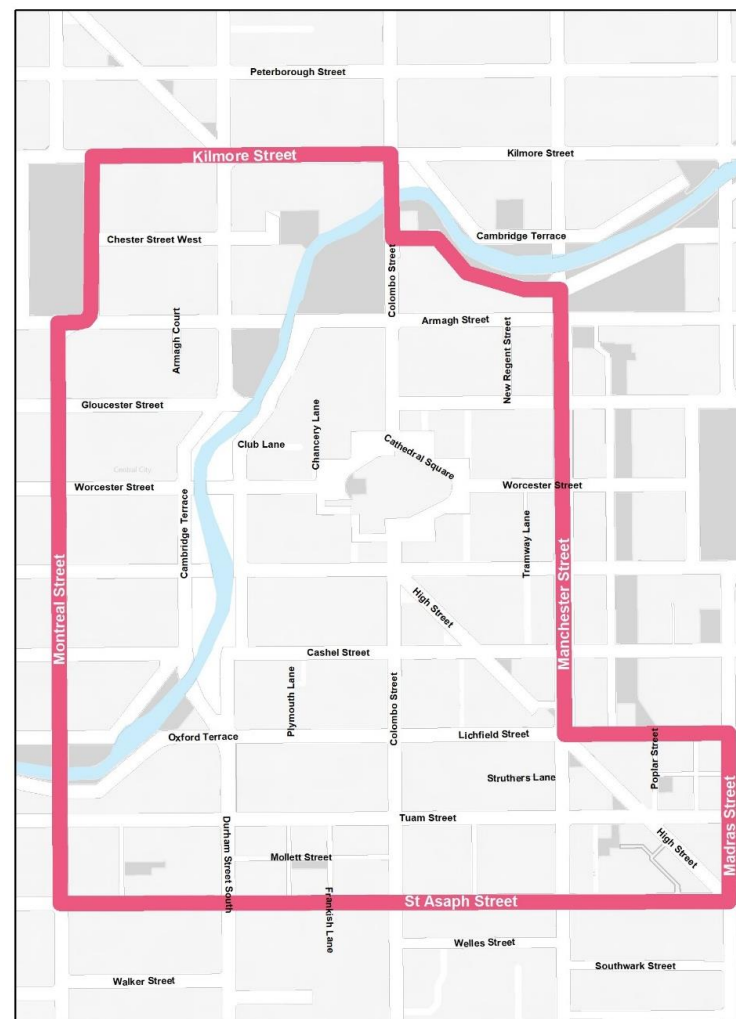 Peterborough Street
Kilmore Street
Kilmore Street
Chester Street West
Cambridge Terrace
Colombo Street
Armagh Court
Armagh Street
New Regent Street
Gloucester Street
Chancery Lane
Club Lane
Cathedral Square
Central City
Worcester Street
Worcester Street
Cambridge Terrace
Tramway Lane
Montreal Street
Manchester Street
High Street
Cashel Street
Plymouth Lane
Colombo Street
Oxford Terrace
Lichfield Street
Poplar Street
Struthers Lane
Madras Street
Tuam Street
Durham Street South
High Street
Mollett Street
Frankish Lane
St Asaph Street
Welles Street
Southwark Street
Walker Street